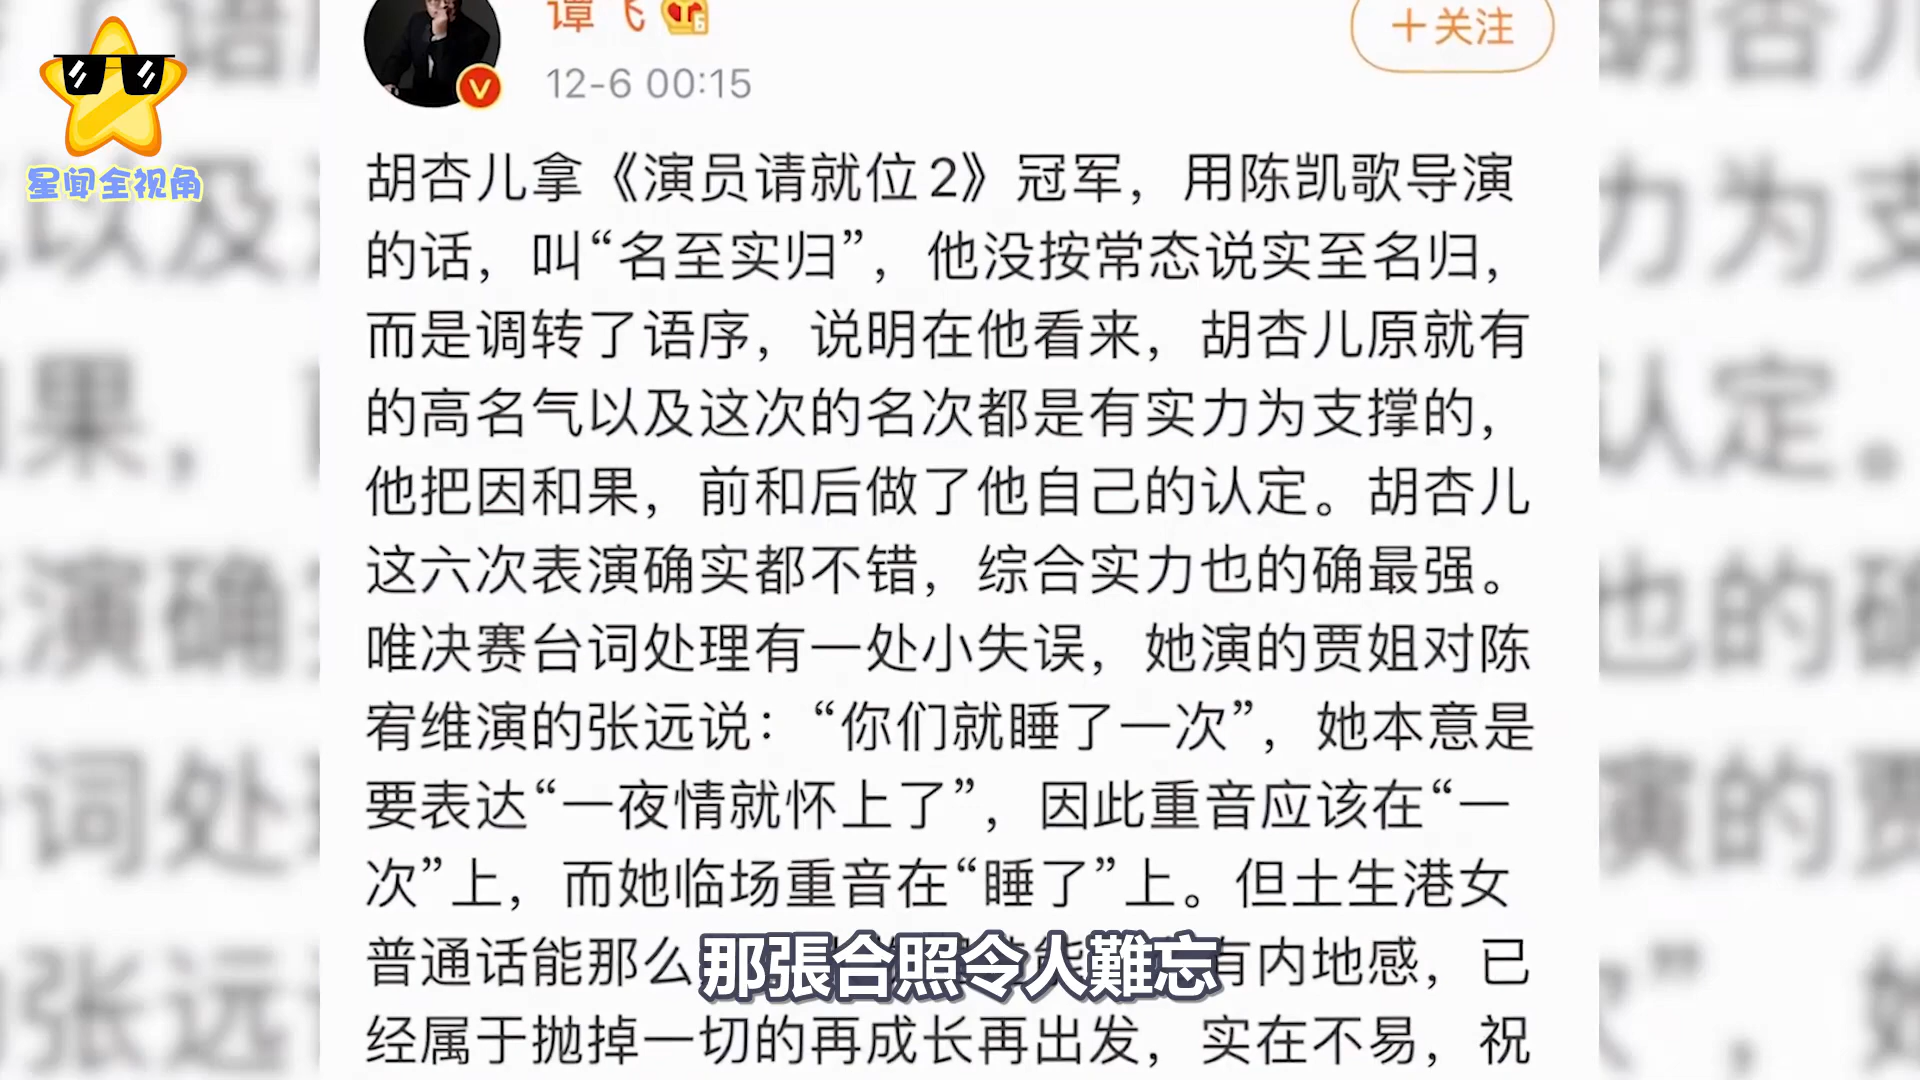 谭飞
+关注
12-6 00:15
星闻全视角
胡杏儿拿《演员请就位2》冠军，用陈凯歌导演
的话，叫“名至实归”，他没按常态说实至名归，
而是调转了语序，说明在他看来，胡杏儿原就有
的高名气以及这次的名次都是有实力为支撑的，
他把因和果，前和后做了他自己的认定。胡杏儿
这六次表演确实都不错，综合实力也的确最强。
唯决赛台词处理有一处小失误，她演的贾姐对陈
宥维演的张远说：“你们就睡了一次”，她本意是
要表达“一夜情就怀上了”，因此重音应该在“一
次”上，而她临场重音在“睡了”上。但土生港女
普通话能那么 有内地感，已
那張合照令人難忘
经属于抛掉一切的再成长再出发，实在不易，祝